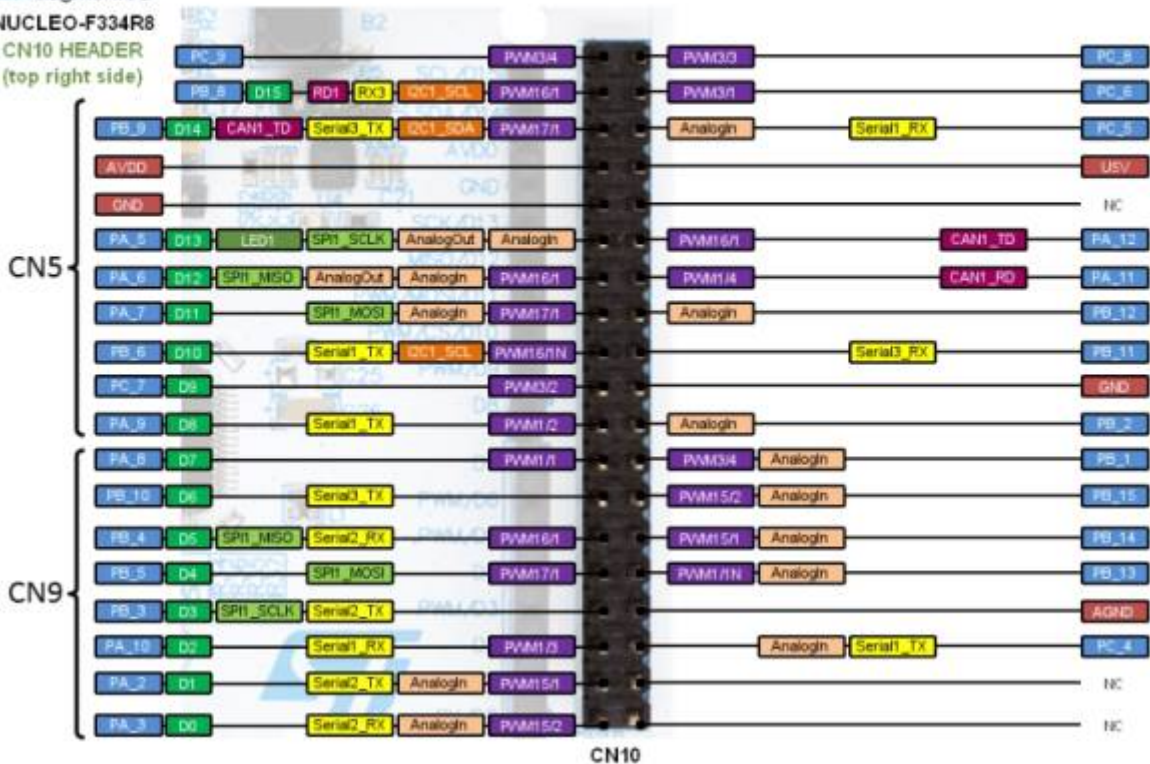 NUCLEO-F334R8
CN10 HEADER
(top right side)
B2
PC_9 PWM3/4 PWM3/3 PC_8
PB_8 D15 RD1 RX3 I2C1_SCL PWM16/1 PWM3/1 PC_6
PB_9 D14 CAN1_TD Serial3_TX I2C1_SDA PWM17/1 AnalogIn Serial1_RX PC_5
AVDD U5V
GND NC
CN5
PA_5 D13 LED1 SPI1_SCLK AnalogOut AnalogIn PWM16/1 CAN1_TD PA_12
PA_6 D12 SPI1_MISO AnalogOut AnalogIn PWM16/1 PWM1/4 CAN1_RD PA_11
PA_7 D11 SPI1_MOSI AnalogIn PWM17/1 AnalogIn PB_12
PB_6 D10 Serial1_TX I2C1_SCL PWM16/1N Serial3_RX PB_11
PC_7 D9 PWM3/2 GND
PA_9 D8 Serial1_TX PWM1/2 AnalogIn PB_2
PA_8 D7 PWM1/1 PWM3/4 AnalogIn PB_1
PB_10 D6 Serial3_TX PWM15/2 AnalogIn PB_15
PB_4 D5 SPI1_MISO Serial2_RX PWM16/1 PWM15/1 AnalogIn PB_14
PB_5 D4 SPI1_MOSI PWM17/1 PWM1/1N AnalogIn PB_13
CN9
PB_3 D3 SPI1_SCLK Serial2_TX AGND
PA_10 D2 Serial1_RX PWM1/3 AnalogIn Serial1_TX PC_4
PA_2 D1 Serial2_TX AnalogIn PWM15/1 NC
PA_3 D0 Serial2_RX AnalogIn PWM15/2 NC
CN10